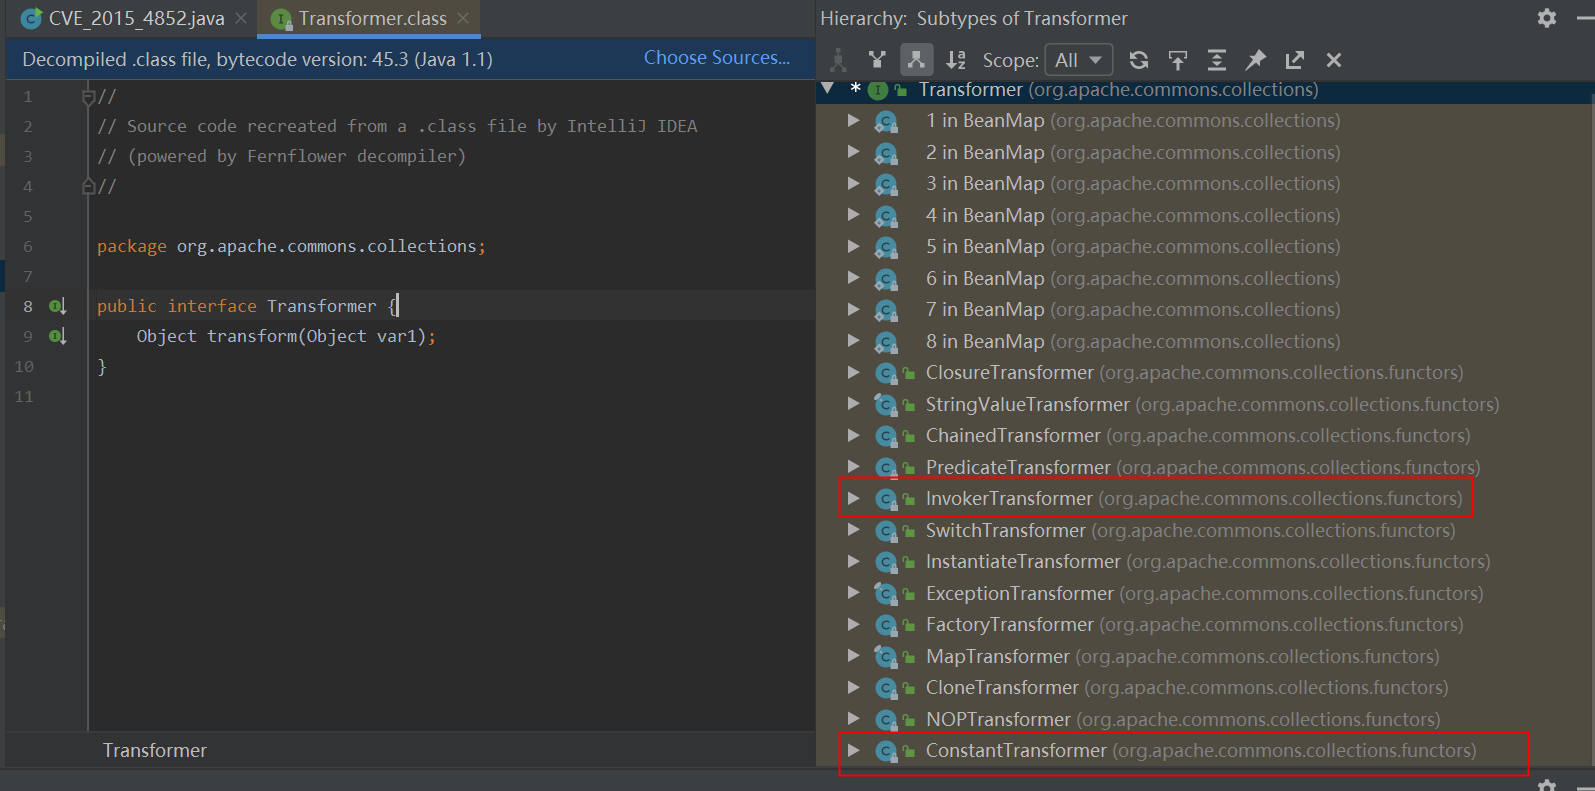 CVE_2015_4852.java
Transformer.class
Decompiled .class file, bytecode version: 45.3 (Java 1.1)
Choose Sources...
1 //
2 // Source code recreated from a .class file by IntelliJ IDEA
3 // (powered by Fernflower decompiler)
4 //
5
6 package org.apache.commons.collections;
7
8 public interface Transformer {
9 Object transform(Object var1);
10 }
11
Transformer
Hierarchy: Subtypes of Transformer
Scope: All
* Transformer (org.apache.commons.collections)
1 in BeanMap (org.apache.commons.collections)
2 in BeanMap (org.apache.commons.collections)
3 in BeanMap (org.apache.commons.collections)
4 in BeanMap (org.apache.commons.collections)
5 in BeanMap (org.apache.commons.collections)
6 in BeanMap (org.apache.commons.collections)
7 in BeanMap (org.apache.commons.collections)
8 in BeanMap (org.apache.commons.collections)
ClosureTransformer (org.apache.commons.collections.functors)
StringValueTransformer (org.apache.commons.collections.functors)
ChainedTransformer (org.apache.commons.collections.functors)
PredicateTransformer (org.apache.commons.collections.functors)
InvokerTransformer (org.apache.commons.collections.functors)
SwitchTransformer (org.apache.commons.collections.functors)
InstantiateTransformer (org.apache.commons.collections.functors)
ExceptionTransformer (org.apache.commons.collections.functors)
FactoryTransformer (org.apache.commons.collections.functors)
MapTransformer (org.apache.commons.collections.functors)
CloneTransformer (org.apache.commons.collections.functors)
NOPTransformer (org.apache.commons.collections.functors)
ConstantTransformer (org.apache.commons.collections.functors)